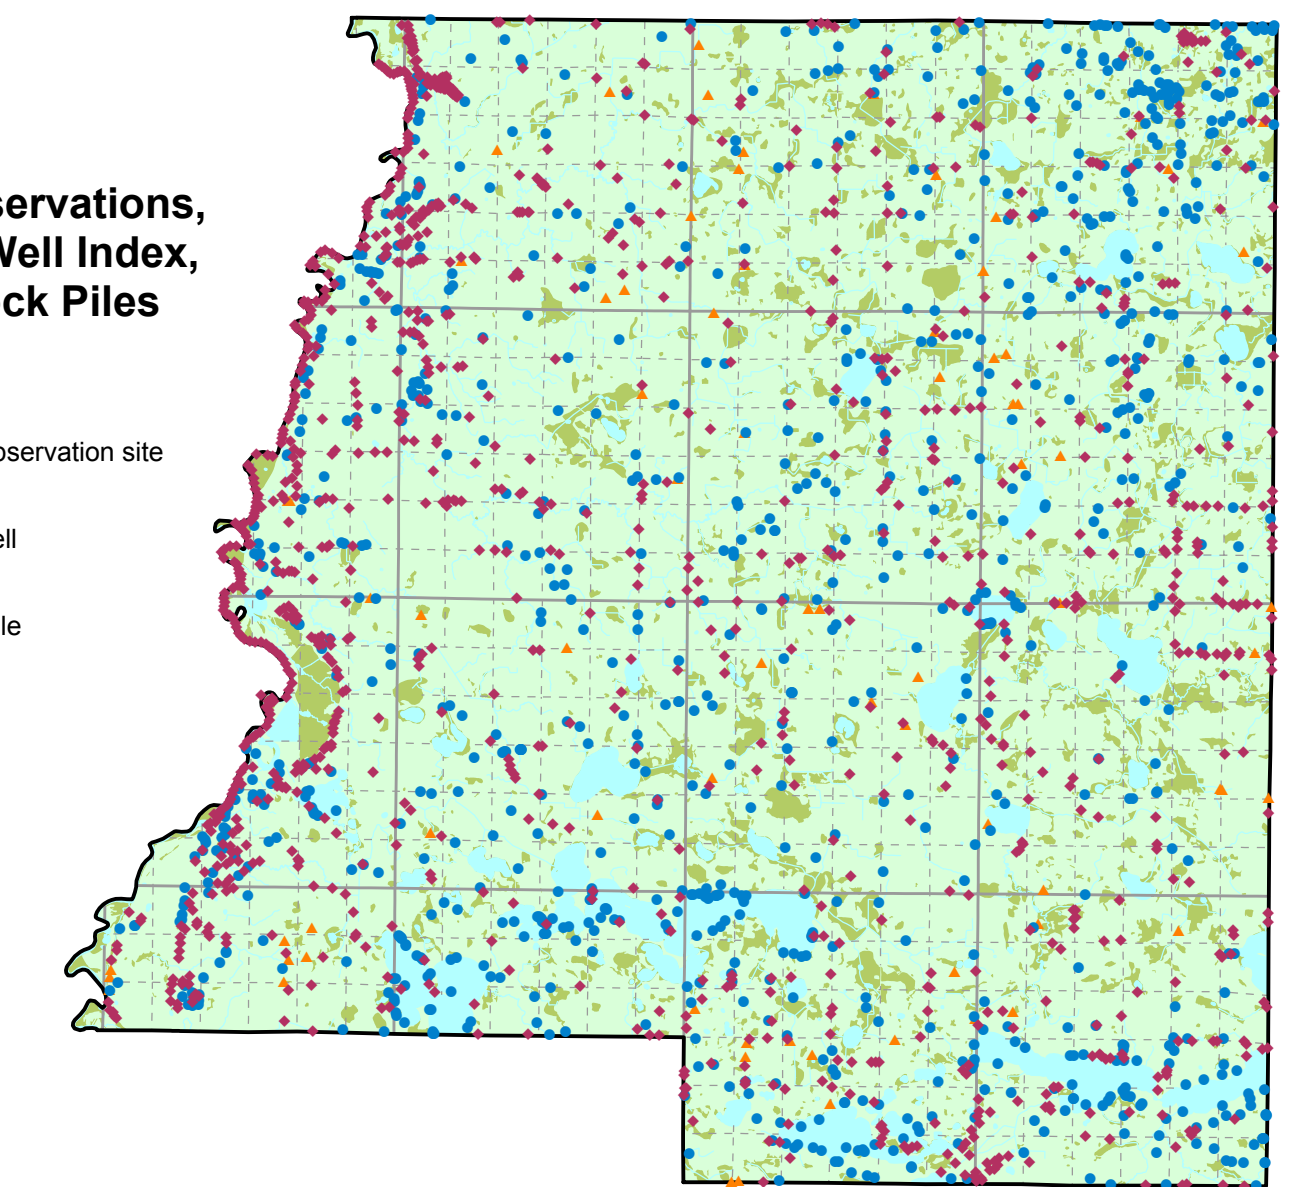 servations,
Well Index,
ck Piles
bservation site
ell
le